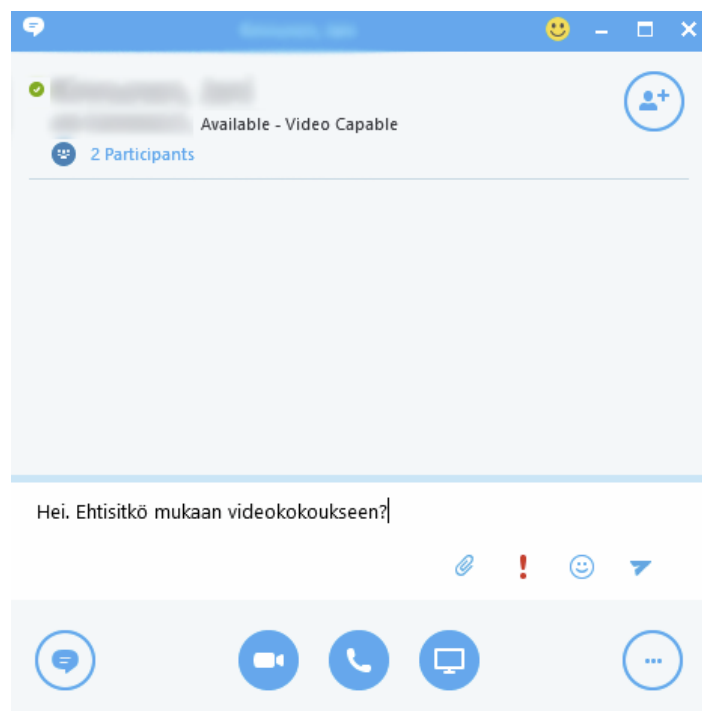 Available - Video Capable
2 Participants
Hei. Ehtisitkö mukaan videokokoukseen?